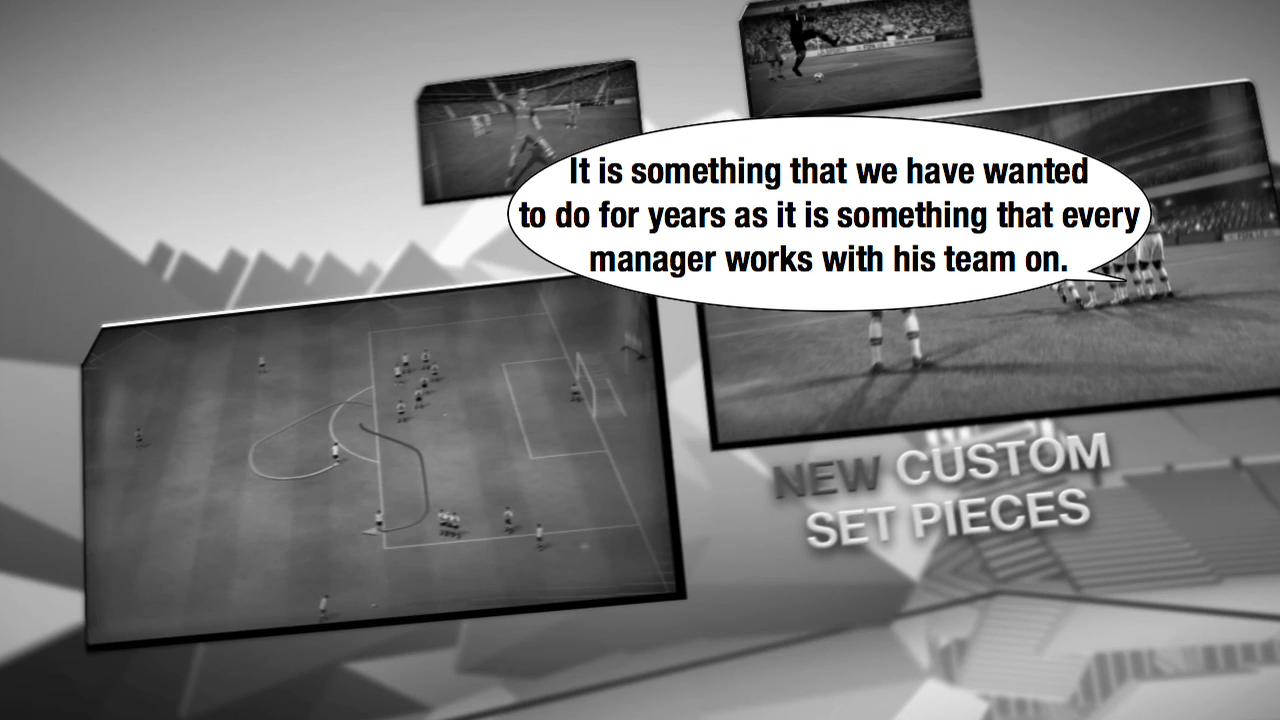 It is something that we have wanted
to do for years as it is something that every
manager works with his team on.
NEW CUSTOM
SET PIECES